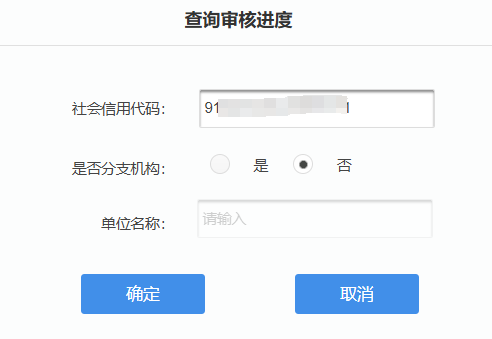 查询审核进度
社会信用代码： 91
是否分支机构： 是 否
单位名称： 请输入
确定 取消